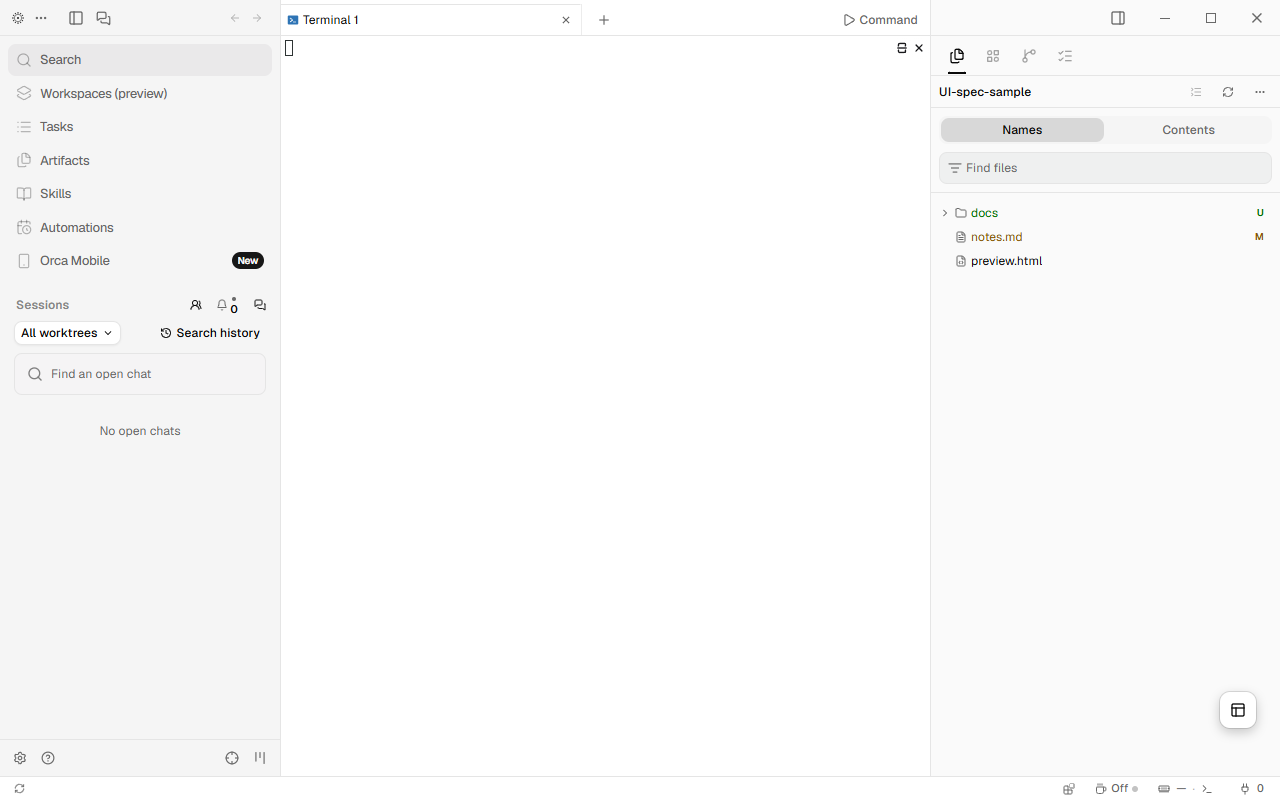 Terminal 1
Command
Search
Workspaces (preview)
Tasks
Artifacts
Skills
Automations
Orca Mobile
New
Sessions
0
All worktrees
Search history
Find an open chat
No open chats
UI-spec-sample
Names
Contents
Find files
docs
U
notes.md
M
preview.html
Off
— ·
0